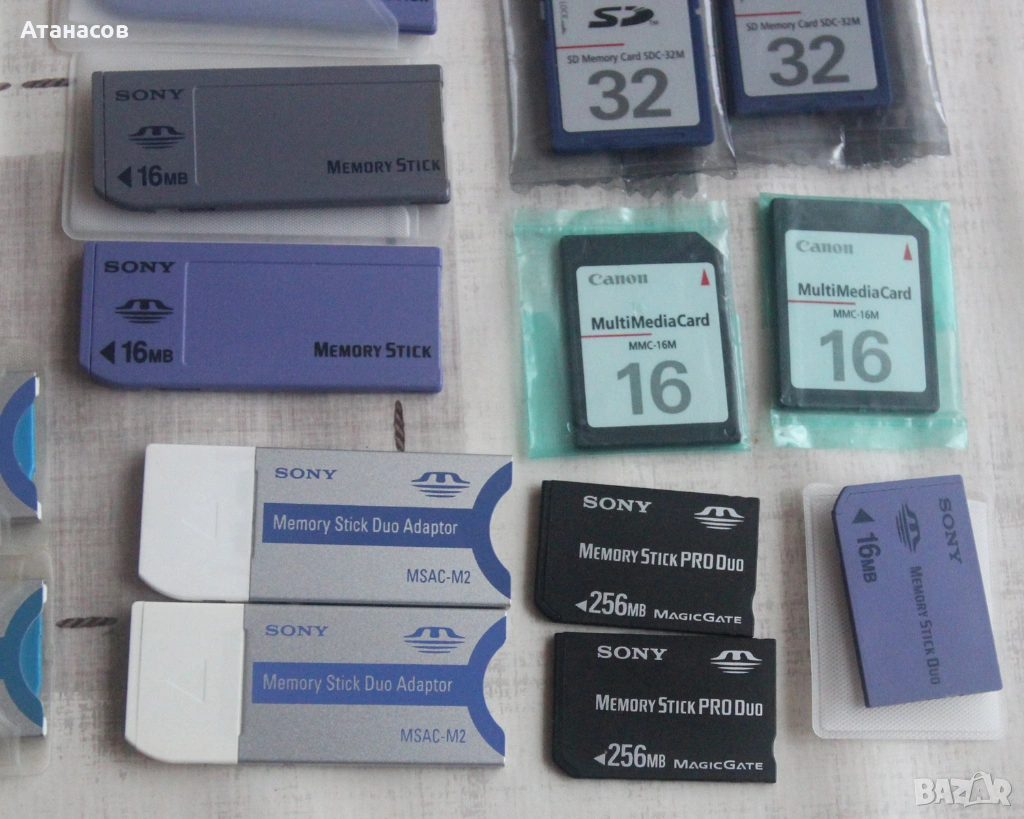 Атанасов
LOCK
SD
SD Memory Card SDC-32M
32
SD Memory Card SDC-32M
32
SONY
16MB
MEMORY STICK
SONY
16MB
MEMORY STICK
Canon
MultiMediaCard
MMC-16M
16
Canon
MultiMediaCard
MMC-16M
16
SONY
Memory Stick Duo Adaptor
MSAC-M2
SONY
Memory Stick Duo Adaptor
MSAC-M2
SONY
MEMORY STICK PRO DUO
256MB MAGICGATE
SONY
MEMORY STICK PRO DUO
256MB MAGICGATE
SONY
MEMORY STICK DUO
16MB
BAZAR